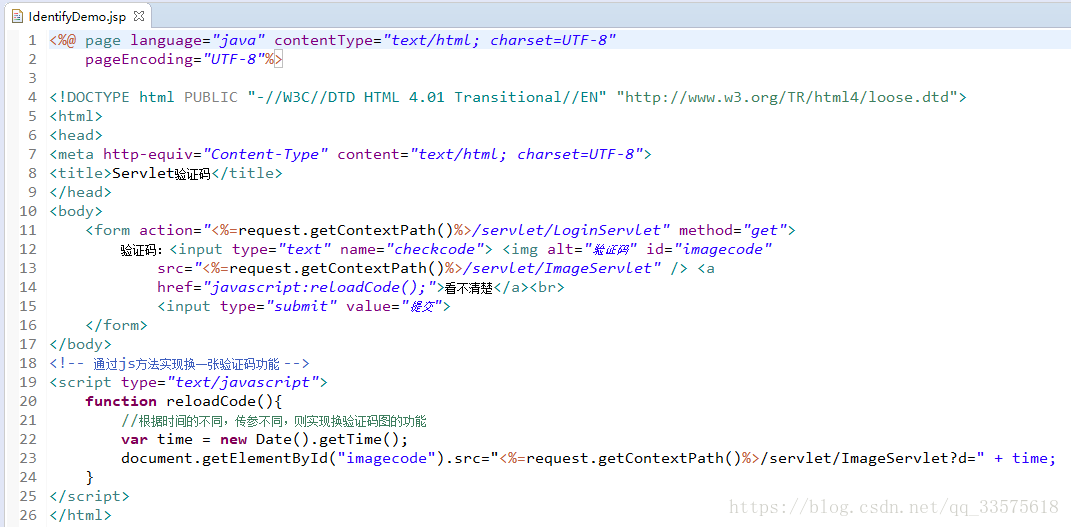 IdentifyDemo.jsp
1 <%@ page language="java" contentType="text/html; charset=UTF-8"
2     pageEncoding="UTF-8"%>
3
4 <!DOCTYPE html PUBLIC "-//W3C//DTD HTML 4.01 Transitional//EN" "http://www.w3.org/TR/html4/loose.dtd">
5 <html>
6 <head>
7 <meta http-equiv="Content-Type" content="text/html; charset=UTF-8">
8 <title>Servlet验证码</title>
9 </head>
10 <body>
11     <form action="<%=request.getContextPath()%>/servlet/LoginServlet" method="get">
12         验证码：<input type="text" name="checkcode"> <img alt="验证码" id="imagecode"
13             src="<%=request.getContextPath()%>/servlet/ImageServlet" /> <a
14             href="javascript:reloadCode();">看不清楚</a><br>
15             <input type="submit" value="提交">
16     </form>
17 </body>
18 <!-- 通过js方法实现换一张验证码功能 -->
19 <script type="text/javascript">
20     function reloadCode(){
21         //根据时间的不同，传参不同，则实现换验证码图的功能
22         var time = new Date().getTime();
23         document.getElementById("imagecode").src="<%=request.getContextPath()%>/servlet/ImageServlet?d=" + time;
24     }
25 </script>
26 </html>
https://blog.csdn.net/qq_33575618